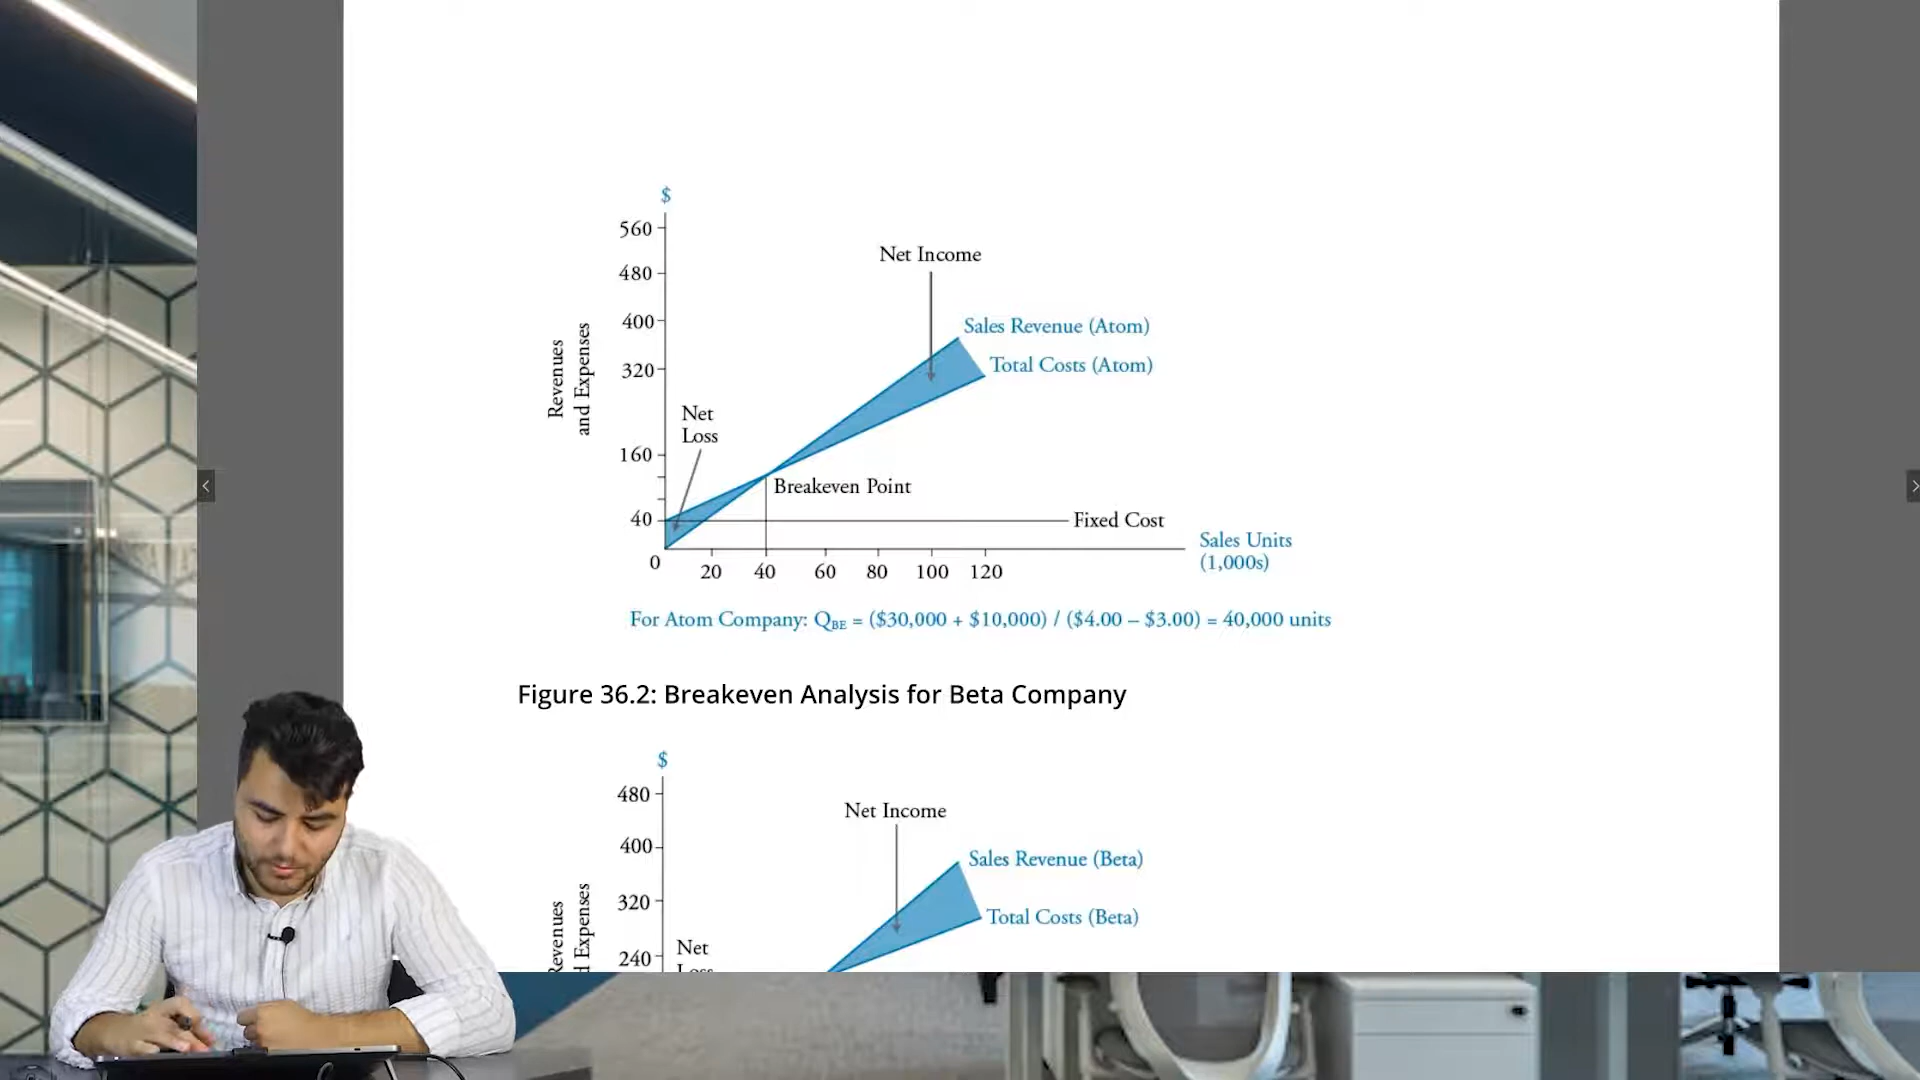 $
560
480
400
320
160
40
0
Revenues
and Expenses
Net Income
Sales Revenue (Atom)
Total Costs (Atom)
Net
Loss
Breakeven Point
Fixed Cost
Sales Units
(1,000s)
20 40 60 80 100 120
For Atom Company: QBE = ($30,000 + $10,000) / ($4.00 – $3.00) = 40,000 units
Figure 36.2: Breakeven Analysis for Beta Company
$
480
400
320
240
Expenses
Net Income
Sales Revenue (Beta)
Total Costs (Beta)
Net